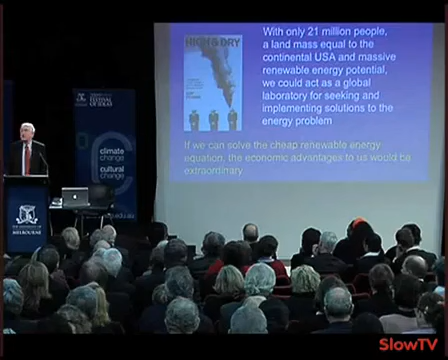 With only 21 million people,
a land mass equal to the
continental USA and massive
renewable energy potential,
we could act as a global
laboratory for seeking and
implementing solutions to the
energy problem
HIGH & DRY
If we can solve the cheap renewable energy
equation, the economic advantages to us would be
extraordinary
FESTIVAL
OF IDEAS
climate
change
cultural
change
MELBOURNE
SlowTV